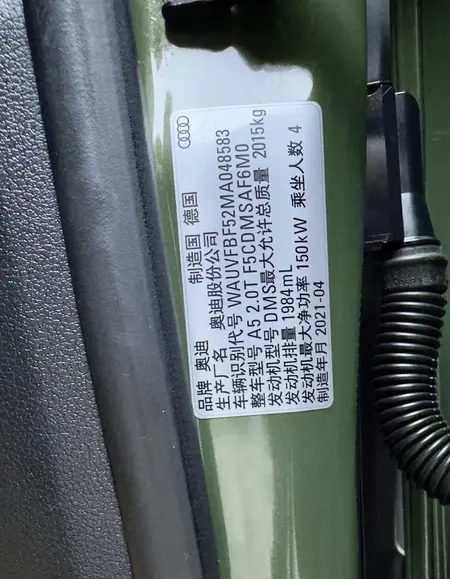 品牌 奥迪 制造国 德国
生产厂名 奥迪股份公司
车辆识别代号 WAUVFBF52MA048583
整车型号 A5 2.0T F5CDMSAF6M0
发动机型号 DMS最大允许总质量 2015kg
发动机排量 1984mL
发动机最大净功率 150kW 乘坐人数 4
制造年月 2021-04